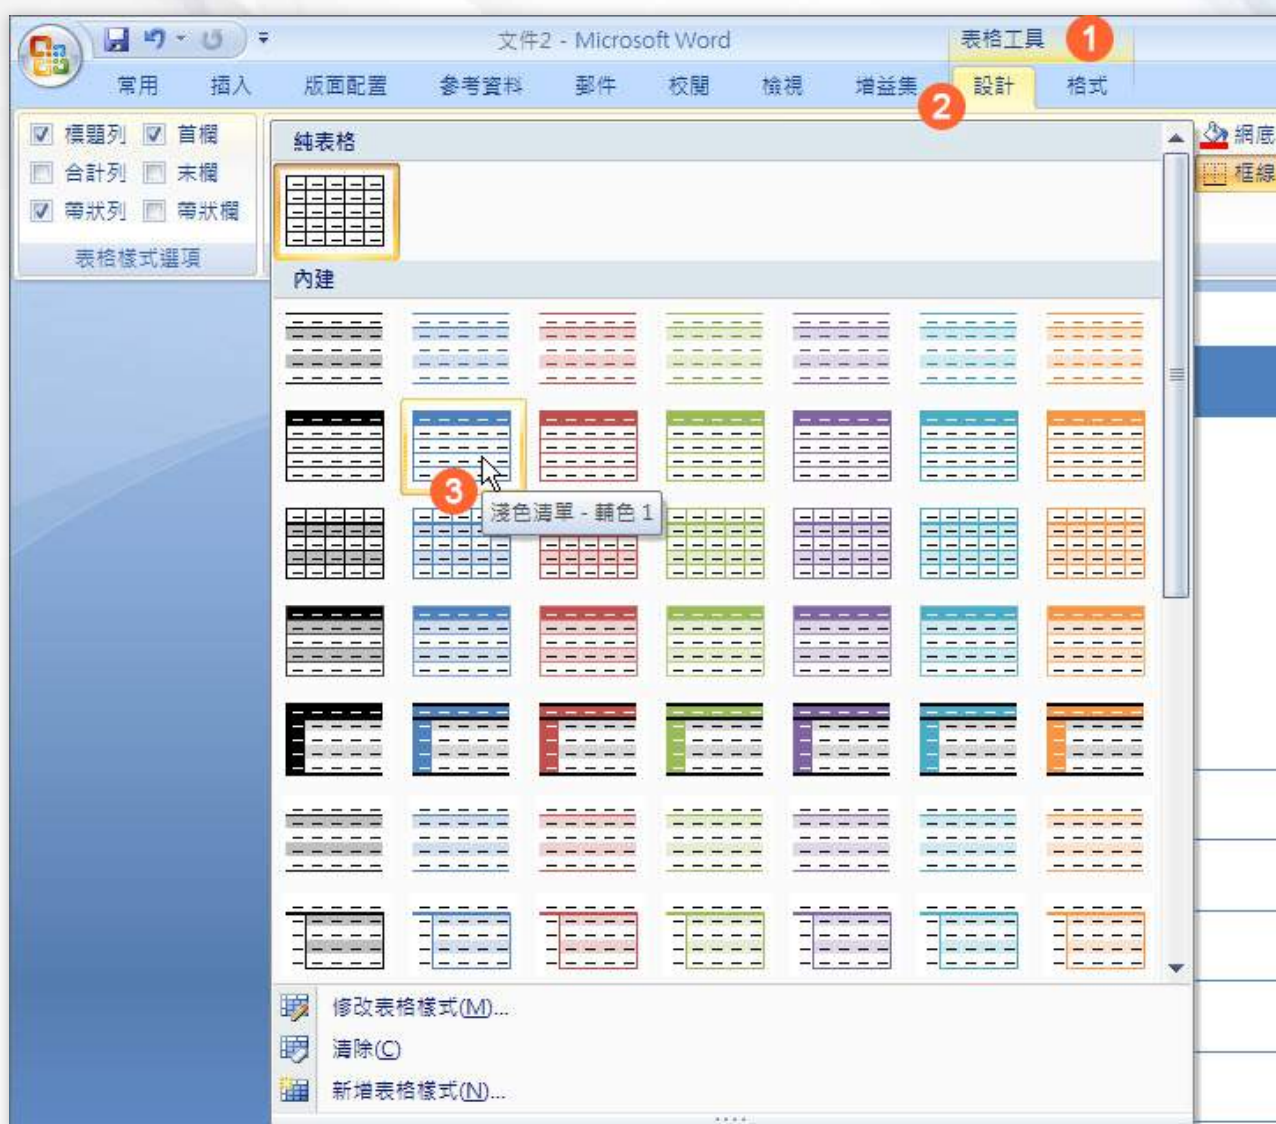 文件2 - Microsoft Word
表格工具
1
常用
插入
版面配置
參考資料
郵件
校閱
檢視
增益集
2
設計
格式
標題列
首欄
合計列
末欄
帶狀列
帶狀欄
表格樣式選項
純表格
內建
網底
框線
3
淺色清單 - 輔色 1
修改表格樣式(M)...
清除(C)
新增表格樣式(N)...